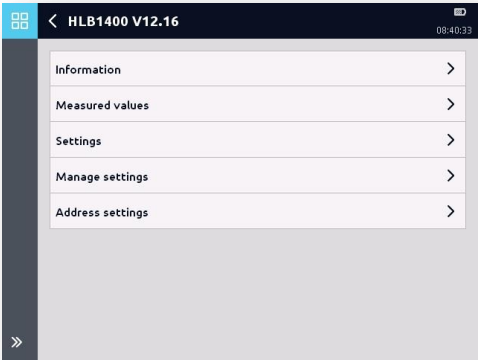 HLB1400 V12.16
08:40:33
Information
Measured values
Settings
Manage settings
Address settings